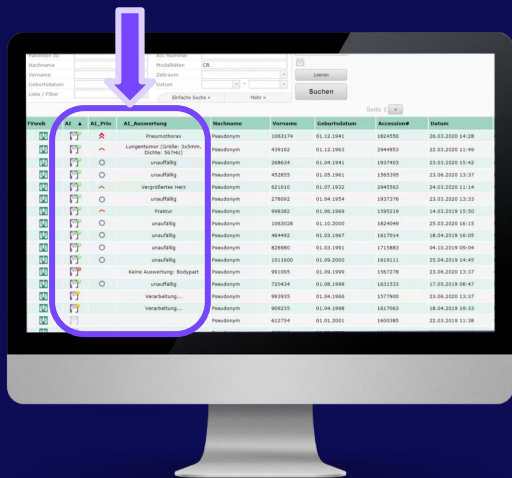 Patienten ID Acc Nummer
Nachname Modalitäten CR
Vorname Zeitraum Leeren
Geburtsdatum Datum - Suchen
Liste / Filter Einfache Suche » Mehr »
Seite 1
TVweb AI ▲ AI_Prio AI_Auswertung Nachname Vorname Geburtsdatum Accession# Datum
Pneumothorax Pseudonym 1063174 01.12.1941 1824550 26.03.2020 14:28
Lungentumor (Größe: 3x5mm, Dichte: 567HU) Pseudonym 439162 01.12.1963 2944853 22.03.2020 11:49
unauffällig Pseudonym 268634 01.04.1941 1937403 23.03.2020 15:42
unauffällig Pseudonym 452855 01.05.1961 1565395 23.06.2020 13:37
Vergrößertes Herz Pseudonym 621010 01.07.1932 2945563 24.03.2020 11:14
unauffällig Pseudonym 278092 01.04.1954 1937376 23.03.2020 13:33
Fraktur Pseudonym 998382 01.06.1969 1595219 14.03.2019 15:50
unauffällig Pseudonym 1063028 01.10.2000 1824049 25.03.2020 16:15
unauffällig Pseudonym 464492 01.03.1967 1617014 18.04.2019 16:05
unauffällig Pseudonym 828980 01.03.1991 1715883 04.10.2019 09:04
unauffällig Pseudonym 1011600 01.09.2000 1619111 25.04.2019 14:45
Keine Auswertung: Bodypart Pseudonym 991095 01.09.1999 1567278 23.06.2020 13:37
unauffällig Pseudonym 720434 01.08.1998 1631533 17.05.2019 08:47
Verarbeitung... Pseudonym 993935 01.04.1966 1577900 23.06.2020 13:37
Verarbeitung... Pseudonym 909235 01.04.1998 1617063 18.04.2019 19:33
Pseudonym 612754 01.01.2001 1600385 22.03.2019 11:38